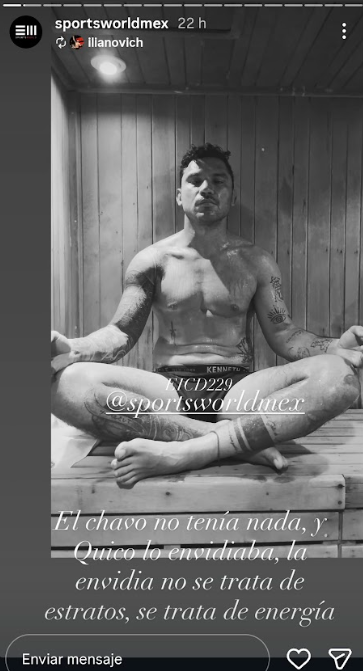 sportsworldmex 22 h
ilianovich
KENNETH
EICD229
@sportsworldmex
El chavo no tenía nada, y
Quico lo envidiaba, la
envidia no se trata de
estratos, se trata de energía
Enviar mensaje